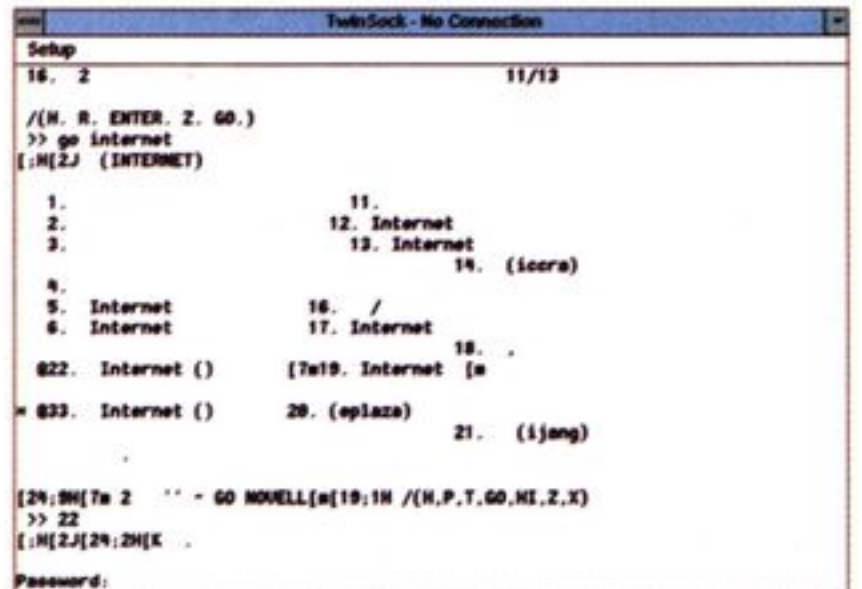 TwinSock - No Connection
Setup
16. 2 11/13
/(H. R. ENTER. Z. GO.)
>> go internet
[;H[2J (INTERNET)
1. 11.
2. 12. Internet
3. 13. Internet
14. (iccra)
4.
5. Internet 16. /
6. Internet 17. Internet
18. ,
@22. Internet () [7m19. Internet [m
* @33. Internet () 20. (eplaza)
21. (ijang)
.
[24;9H[7m 2 '' - GO NOVELL[m[19;1H /(H,P,T,GO,HI,Z,X)
>> 22
[;H[2J[24;2H[K .
Password: